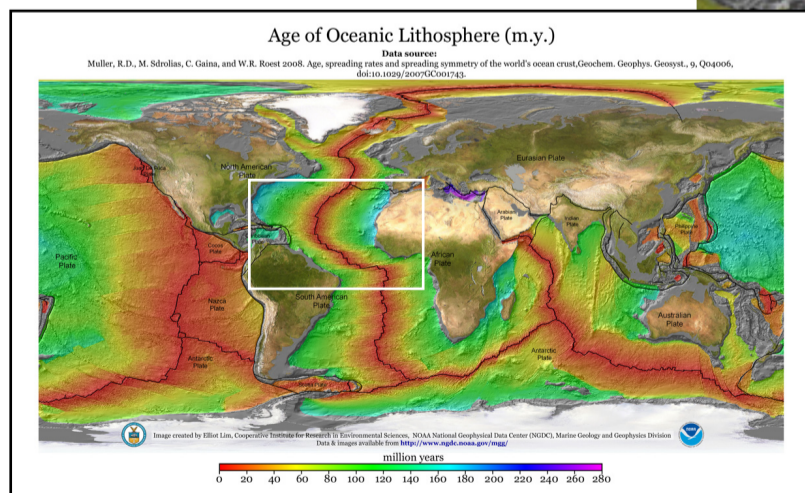 Age of Oceanic Lithosphere (m.y.)
Data source:
Muller, R.D., M. Sdrolias, C. Gaina, and W.R. Roest 2008. Age, spreading rates and spreading symmetry of the world's ocean crust,Geochem. Geophys. Geosyst., 9, Q04006,
doi:10.1029/2007GC001743.
Eurasian Plate
North American
Plate
Arabian
Plate
Indian
Plate
Philippine
Plate
Pacific
Plate
Cocos
Plate
Plate
African
Plate
Nazca
Plate
South American
Plate
Australian
Plate
Antarctic
Plate
Antarctic
Plate
Image created by Elliot Lim, Cooperative Institute for Research in Environmental Sciences, NOAA National Geophysical Data Center (NGDC), Marine Geology and Geophysics Division
Data & images available from http://www.ngdc.noaa.gov/mgg/
million years
0 20 40 60 80 100 120 140 160 180 200 220 240 260 280